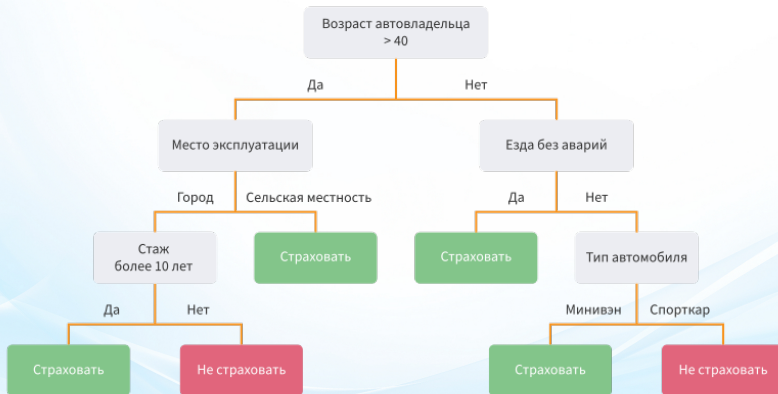 Возраст автовладельца
> 40
Да
Нет
Место эксплуатации
Езда без аварий
Город
Сельская местность
Да
Нет
Стаж
более 10 лет
Страховать
Страховать
Тип автомобиля
Да
Нет
Минивэн
Спорткар
Страховать
Не страховать
Страховать
Не страховать